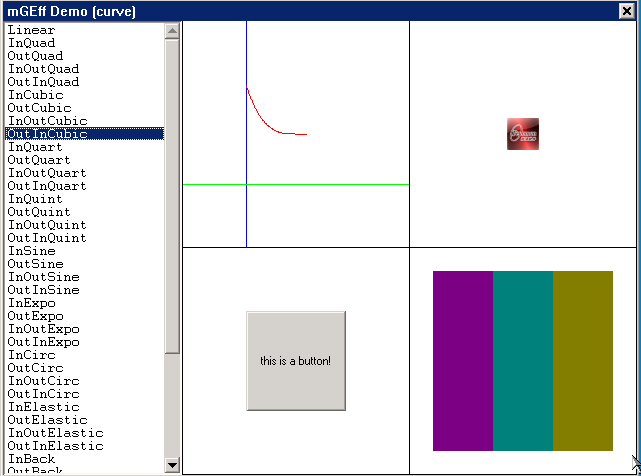 mGEff Demo (curve)
Linear
InQuad
OutQuad
InOutQuad
OutInQuad
InCubic
OutCubic
InOutCubic
OutInCubic
InQuart
OutQuart
InOutQuart
OutInQuart
InQuint
OutQuint
InOutQuint
OutInQuint
InSine
OutSine
InOutSine
OutInSine
InExpo
OutExpo
InOutExpo
OutInExpo
InCirc
OutCirc
InOutCirc
OutInCirc
InElastic
OutElastic
InOutElastic
OutInElastic
InBack
OutBack
this is a button!